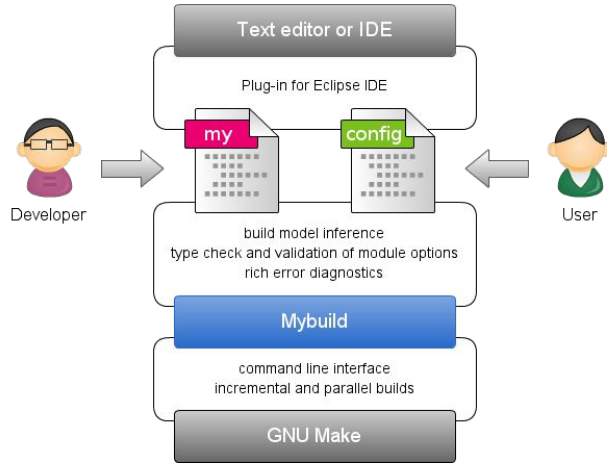 Text editor or IDE
Plug-in for Eclipse IDE
my
config
Developer
User
build model inference
type check and validation of module options
rich error diagnostics
Mybuild
command line interface
incremental and parallel builds
GNU Make